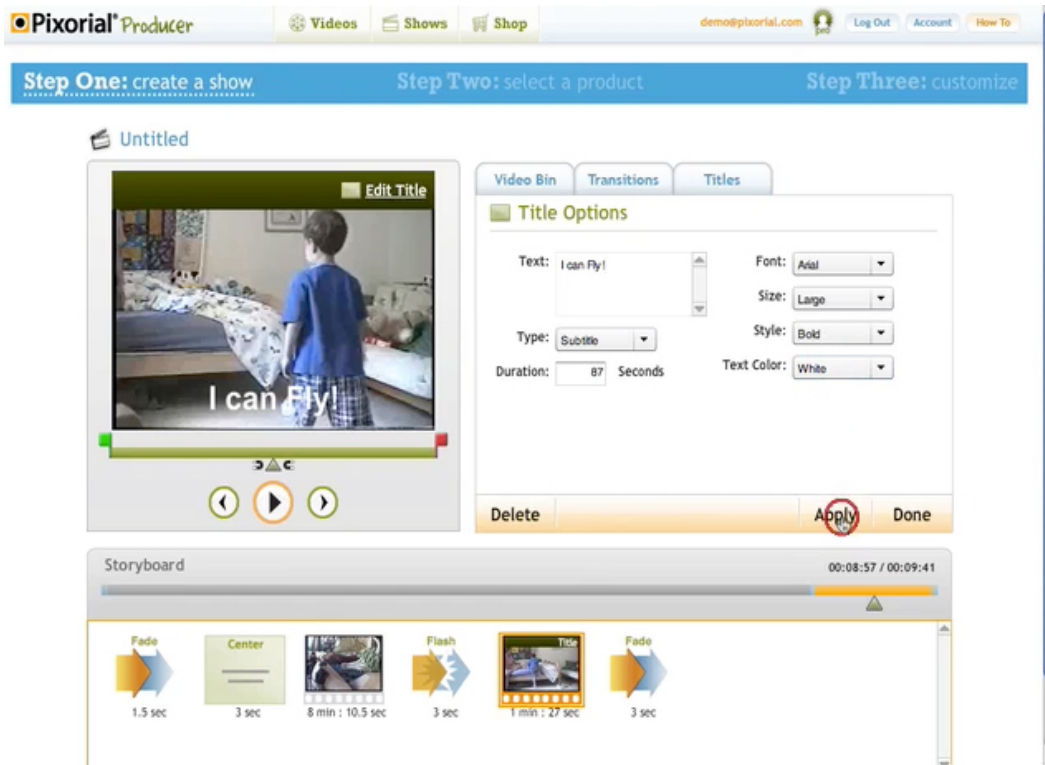 Pixorial® Producer
Videos
Shows
Shop
demo@pixorial.com
pro
Log Out
Account
How To
Step One: create a show
Step Two: select a product
Step Three: customize
Untitled
Edit Title
I can Fly!
Video Bin
Transitions
Titles
Title Options
Text: I can Fly!
Font: Arial
Size: Large
Type: Subtitle
Style: Bold
Duration: 87 Seconds
Text Color: White
Delete
Apply
Done
Storyboard
00:08:57 / 00:09:41
Fade
Center
Flash
Title
Fade
1.5 sec
3 sec
8 min : 10.5 sec
3 sec
1 min : 27 sec
3 sec